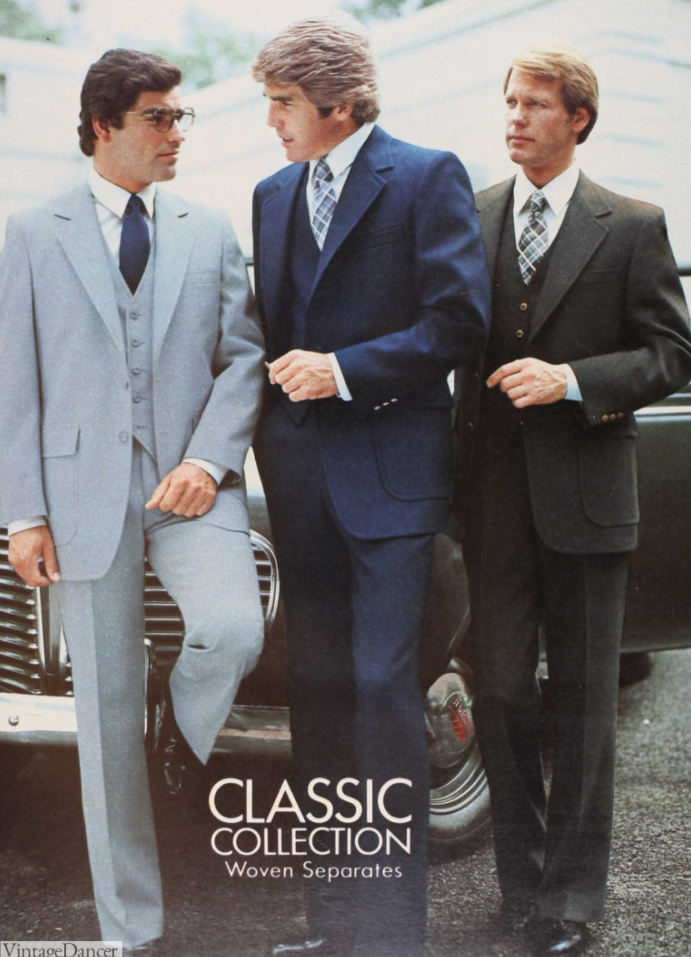 CLASSIC
COLLECTION
Woven Separates
VintageDancer